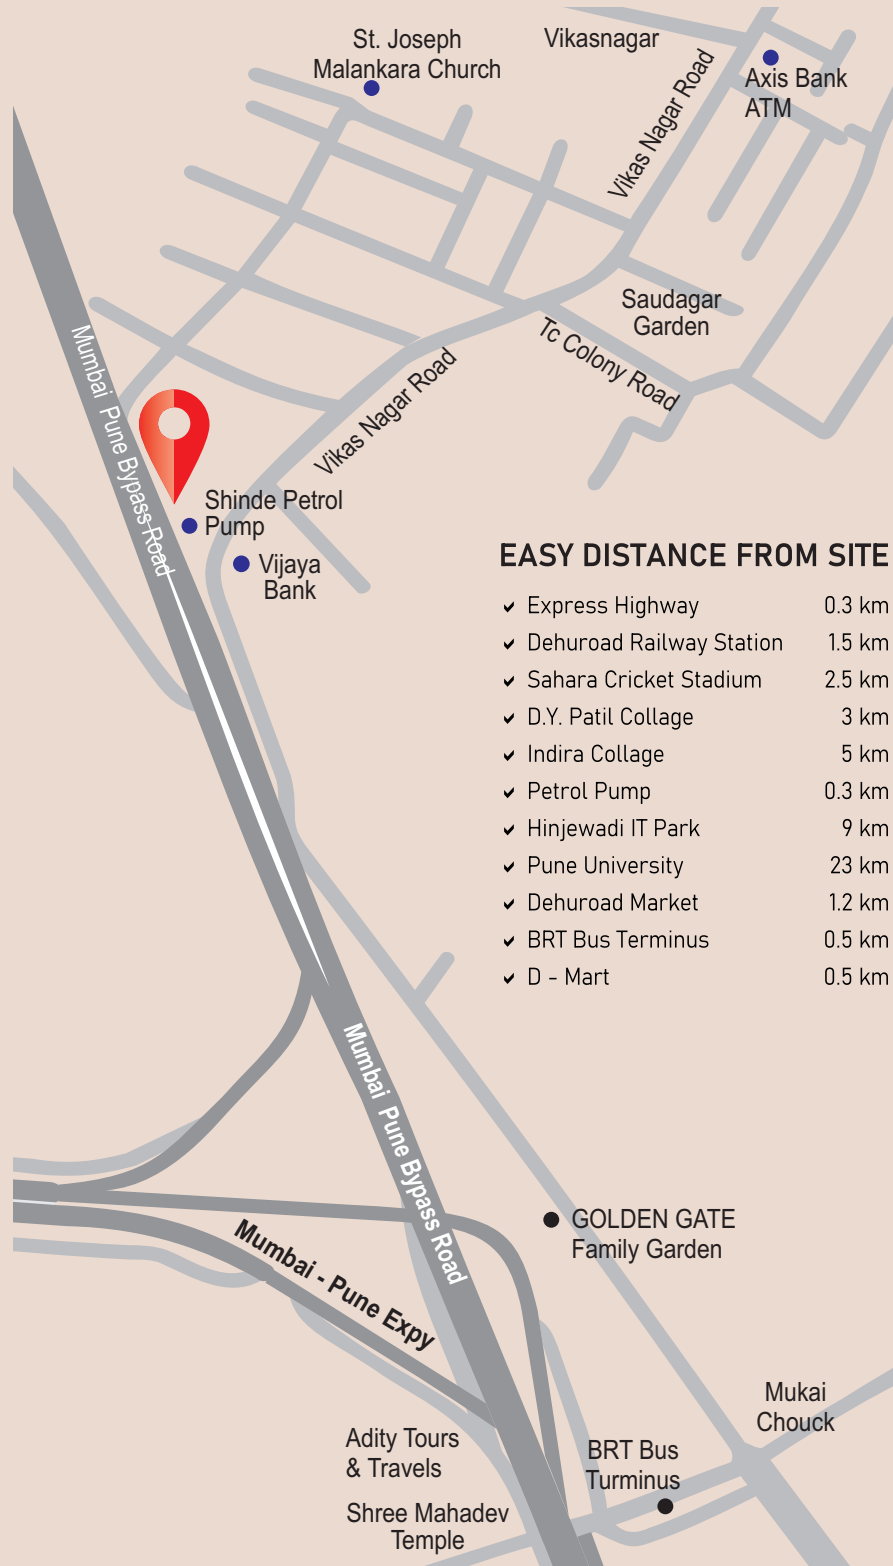 St. Joseph
Malankara Church
Vikasnagar
Axis Bank
ATM
Vikas Nagar Road
Saudagar
Garden
Tc Colony Road
Vikas Nagar Road
Mumbai Pune Bypass Road
Shinde Petrol
Pump
Vijaya
Bank
EASY DISTANCE FROM SITE
Express Highway 0.3 km
Dehuroad Railway Station 1.5 km
Sahara Cricket Stadium 2.5 km
D.Y. Patil Collage 3 km
Indira Collage 5 km
Petrol Pump 0.3 km
Hinjewadi IT Park 9 km
Pune University 23 km
Dehuroad Market 1.2 km
BRT Bus Terminus 0.5 km
D - Mart 0.5 km
Mumbai Pune Bypass Road
GOLDEN GATE
Family Garden
Mumbai - Pune Expy
Mukai
Chouck
Adity Tours
& Travels
BRT Bus
Turminus
Shree Mahadev
Temple